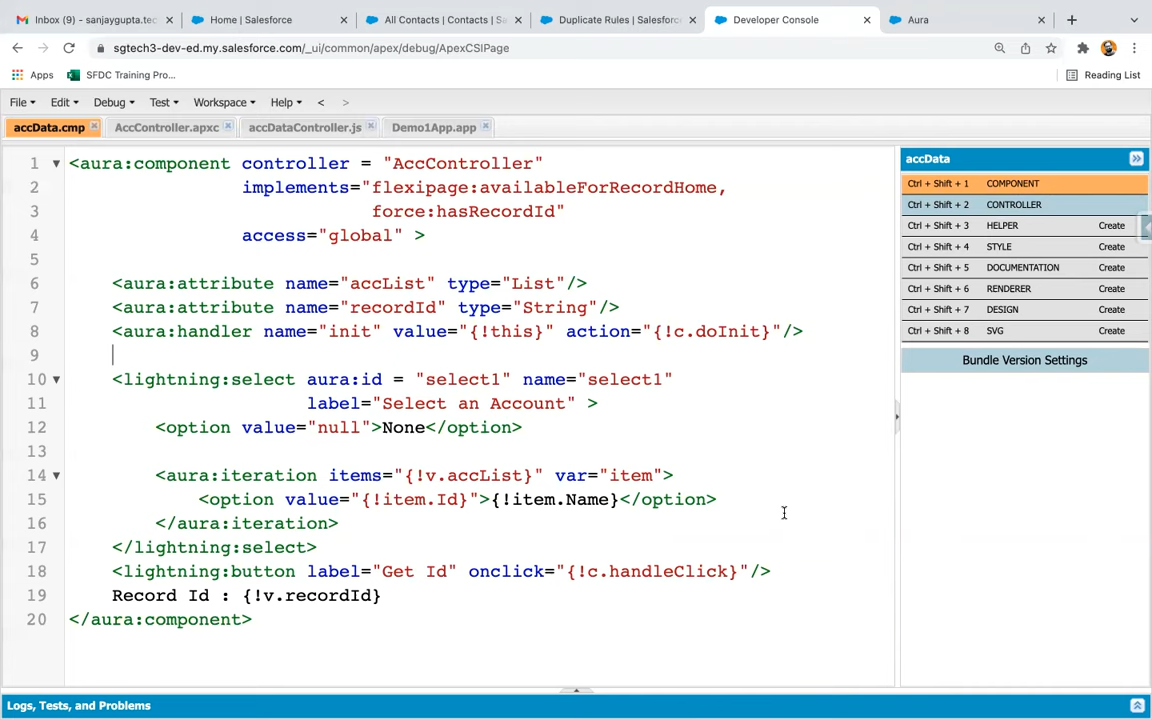 Inbox (9) - sanjaygupta.tec
Home | Salesforce
All Contacts | Contacts | Sa
Duplicate Rules | Salesforce
Developer Console
Aura
sgtech3-dev-ed.my.salesforce.com/_ui/common/apex/debug/ApexCSIPage
Apps
SFDC Training Pro...
Reading List
File
Edit
Debug
Test
Workspace
Help
<
>
accData.cmp
AccController.apxc
accDataController.js
Demo1App.app
1 <aura:component controller = "AccController"
2 implements="flexipage:availableForRecordHome,
3 force:hasRecordId"
4 access="global" >
5
6 <aura:attribute name="accList" type="List"/>
7 <aura:attribute name="recordId" type="String"/>
8 <aura:handler name="init" value="{!this}" action="{!c.doInit}"/>
9
10 <lightning:select aura:id = "select1" name="select1"
11 label="Select an Account" >
12 <option value="null">None</option>
13
14 <aura:iteration items="{!v.accList}" var="item">
15 <option value="{!item.Id}">{!item.Name}</option>
16 </aura:iteration>
17 </lightning:select>
18 <lightning:button label="Get Id" onclick="{!c.handleClick}"/>
19 Record Id : {!v.recordId}
20 </aura:component>
accData
Ctrl + Shift + 1 COMPONENT
Ctrl + Shift + 2 CONTROLLER
Ctrl + Shift + 3 HELPER Create
Ctrl + Shift + 4 STYLE Create
Ctrl + Shift + 5 DOCUMENTATION Create
Ctrl + Shift + 6 RENDERER Create
Ctrl + Shift + 7 DESIGN Create
Ctrl + Shift + 8 SVG Create
Bundle Version Settings
Logs, Tests, and Problems